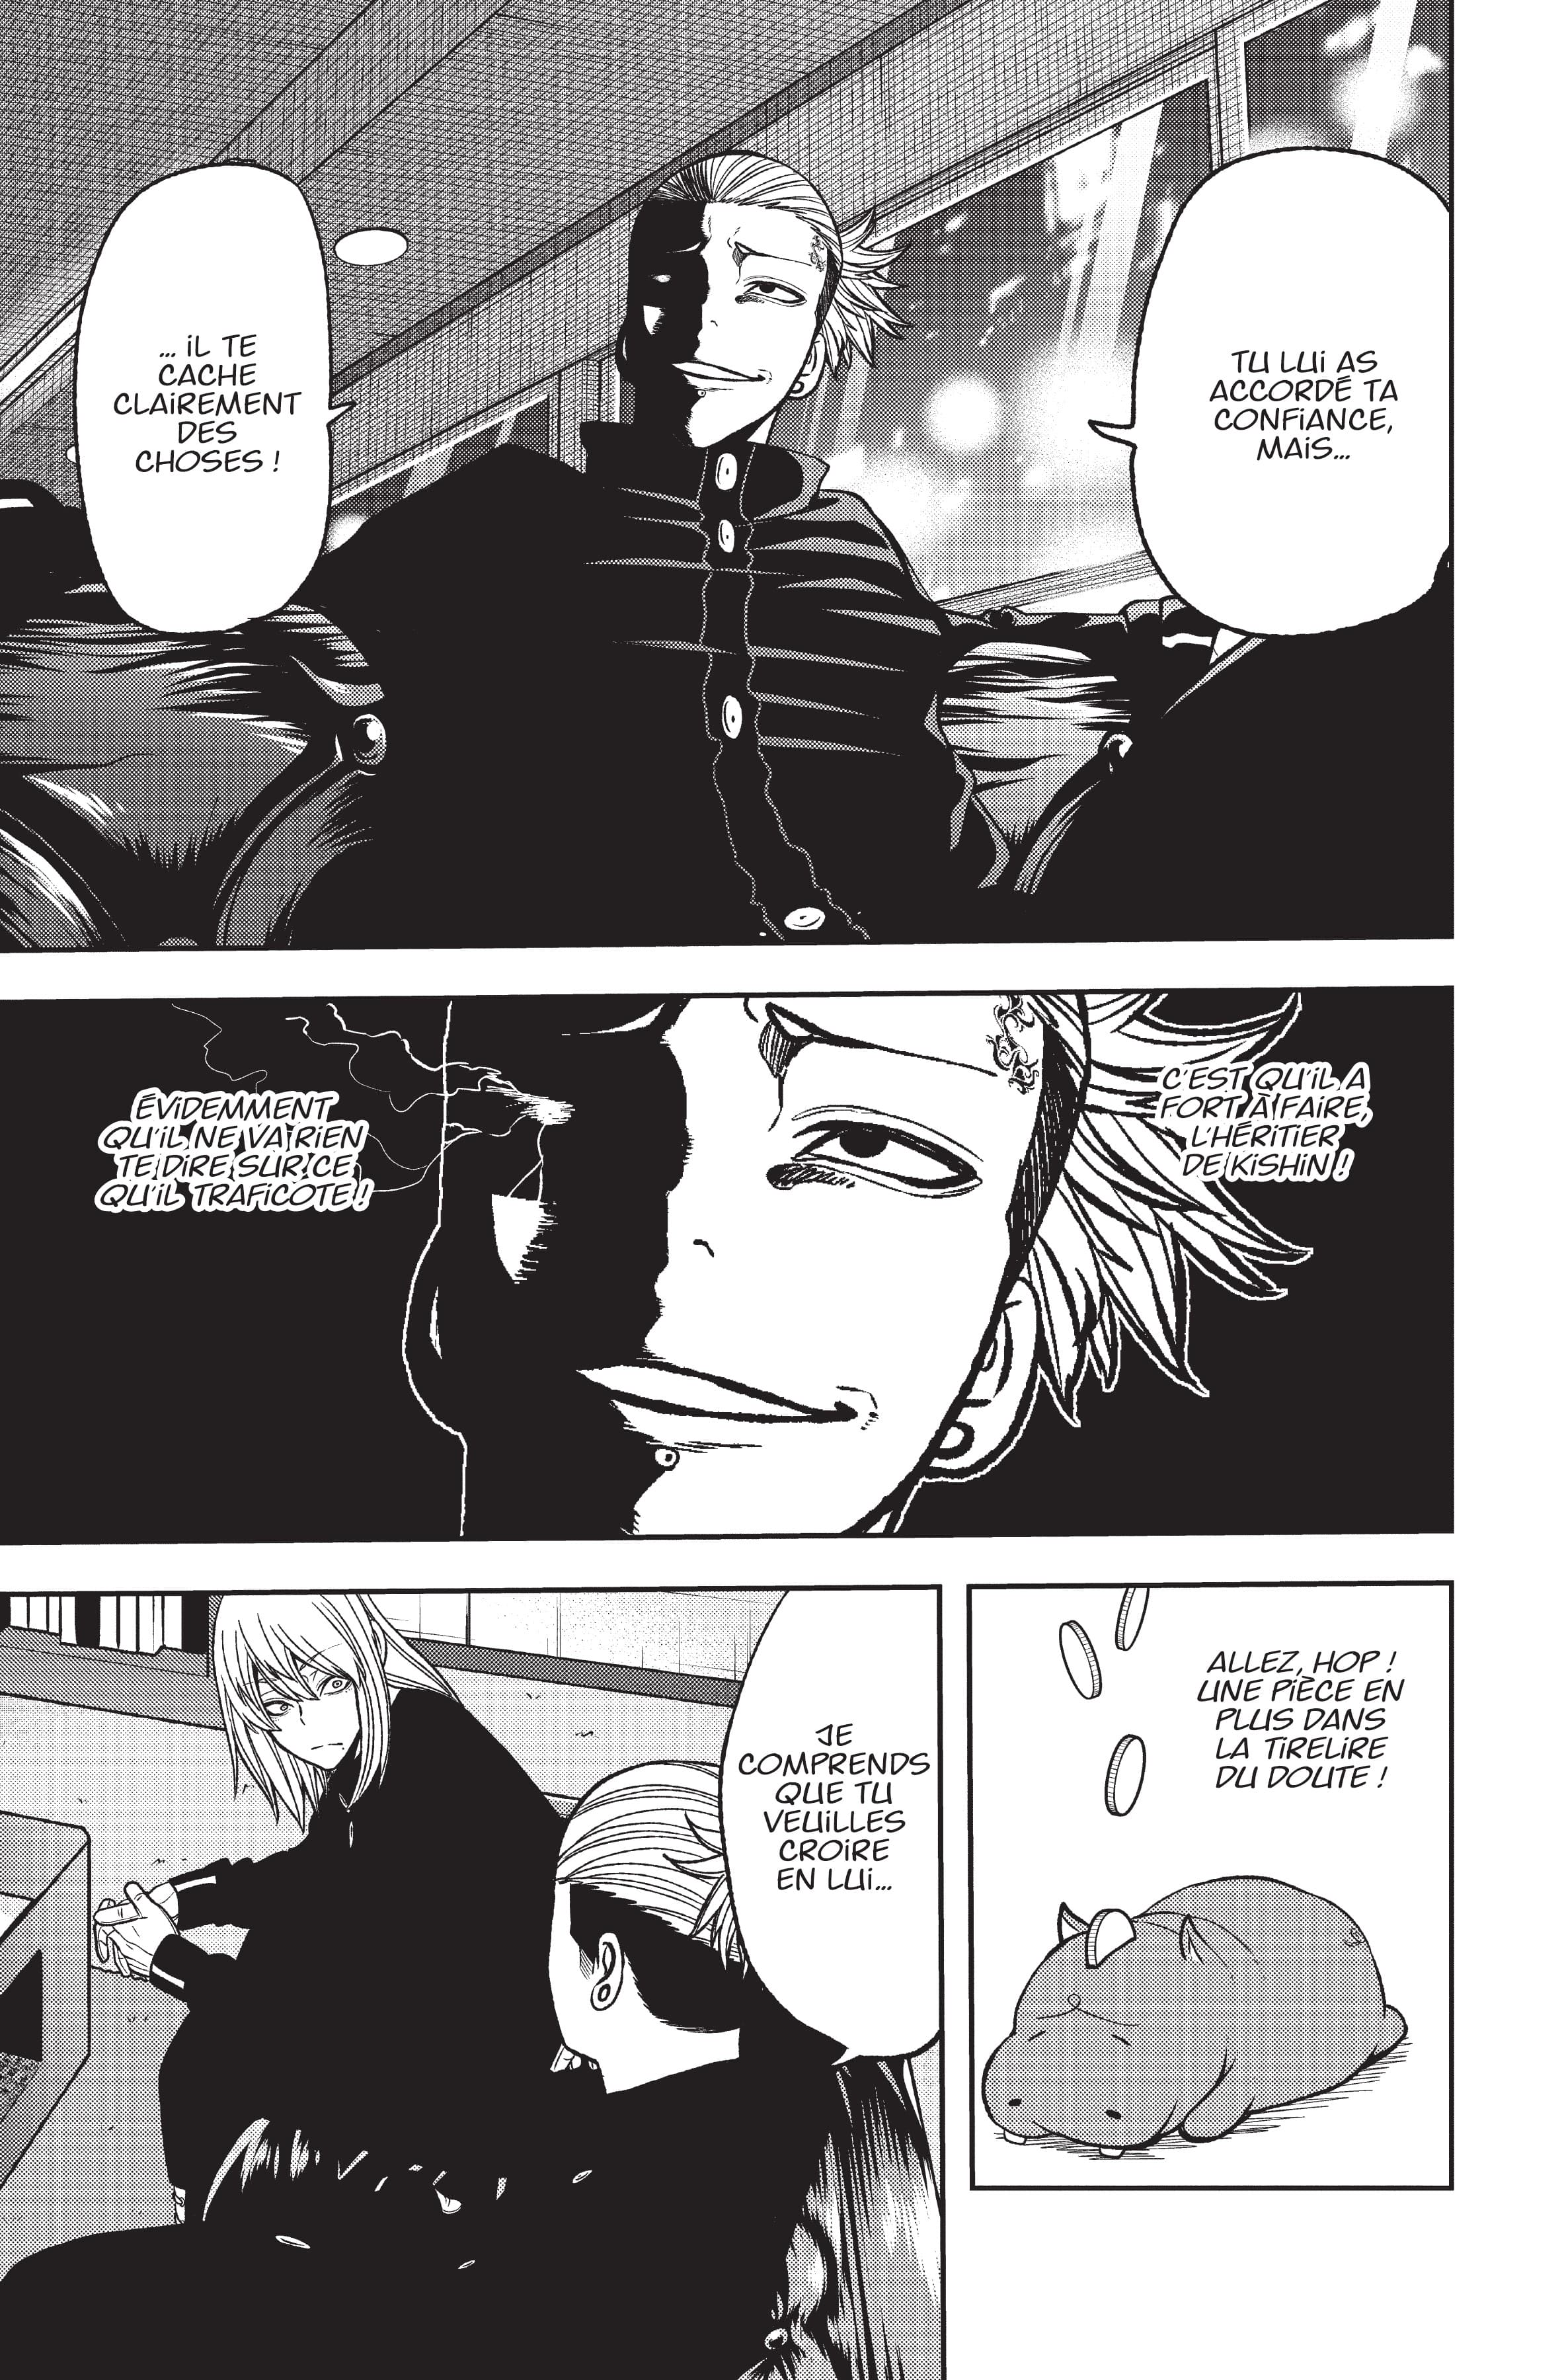 TU LUI AS
ACCORDÉ TA
CONFIANCE,
MAIS...
... IL TE
CACHE
CLAIREMENT
DES
CHOSES !
C'EST QU'IL A
FORT À FAIRE,
L'HÉRITIER
DE KISHIN !
ÉVIDEMMENT
QU'IL NE VA RIEN
TE DIRE SUR CE
QU'IL TRAFICOTE !
ALLEZ, HOP !
UNE PIÈCE EN
PLUS DANS
LA TIRELIRE
DU DOUTE !
JE
COMPRENDS
QUE TU
VEUILLES
CROIRE
EN LUI...